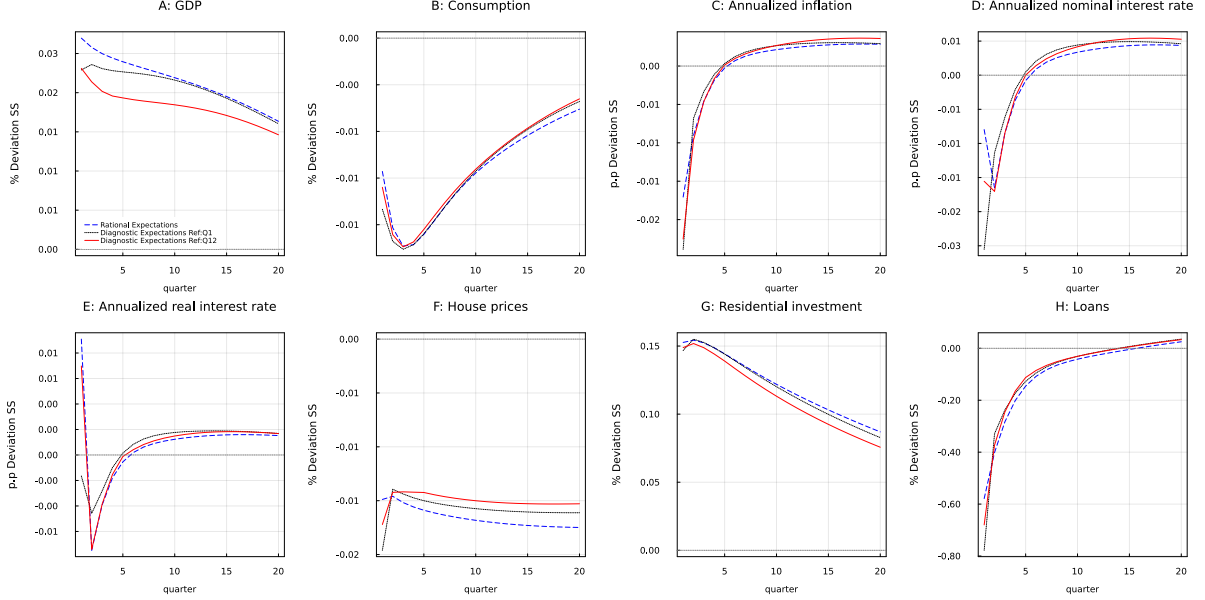 A: GDP
% Deviation SS
0.03
0.02
0.01
0.01
0.01
0.00
Rational Expectations
Diagnostic Expectations Ref:Q1
Diagnostic Expectations Ref:Q12
5
10
15
20
quarter
B: Consumption
% Deviation SS
0.00
-0.00
-0.01
-0.01
-0.01
5
10
15
20
quarter
C: Annualized inflation
p.p Deviation SS
0.00
-0.01
-0.01
-0.01
-0.02
5
10
15
20
quarter
D: Annualized nominal interest rate
p.p Deviation SS
0.01
0.00
-0.01
-0.01
-0.02
-0.03
5
10
15
20
quarter
E: Annualized real interest rate
p.p Deviation SS
0.01
0.01
0.00
0.00
0.00
-0.00
-0.00
-0.01
5
10
15
20
quarter
F: House prices
% Deviation SS
0.00
-0.00
-0.01
-0.01
-0.02
5
10
15
20
quarter
G: Residential investment
% Deviation SS
0.15
0.10
0.05
0.00
5
10
15
20
quarter
H: Loans
% Deviation SS
0.00
-0,20
-0,40
-0,60
-0,80
5
10
15
20
quarter